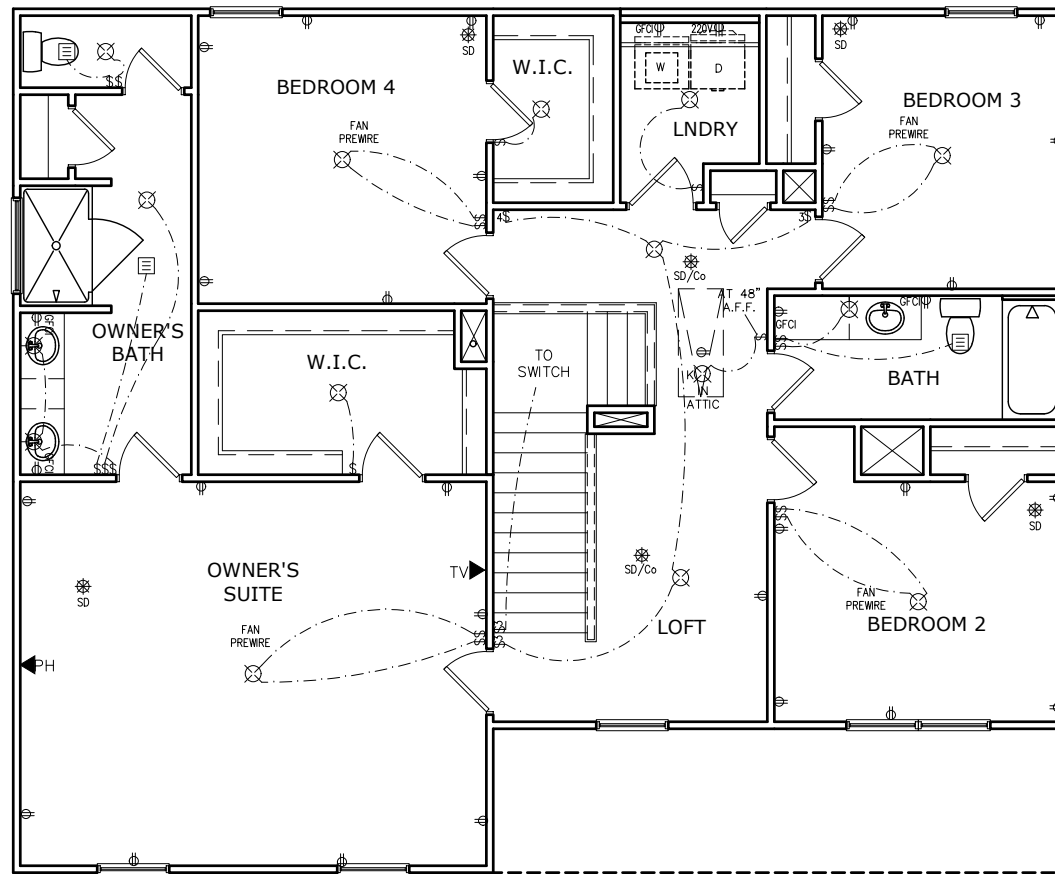 GFCI
220V
SD
SD
W.I.C.
W
D
BEDROOM 4
BEDROOM 3
FAN
PREWIRE
LNDRY
FAN
PREWIRE
$$
$
$
$
$
4$
3$
$
$
SD/Co
AT 48"
A.F.F.
GFCI
GFCI
$
$
$
GFCI
OWNER'S
BATH
W.I.C.
TO
SWITCH
K
IN
ATTIC
BATH
GFCI
$$$
$
$
$
SD
OWNER'S
SUITE
TV
SD/Co
SD
FAN
PREWIRE
BEDROOM 2
FAN
PREWIRE
$
$
LOFT
PH